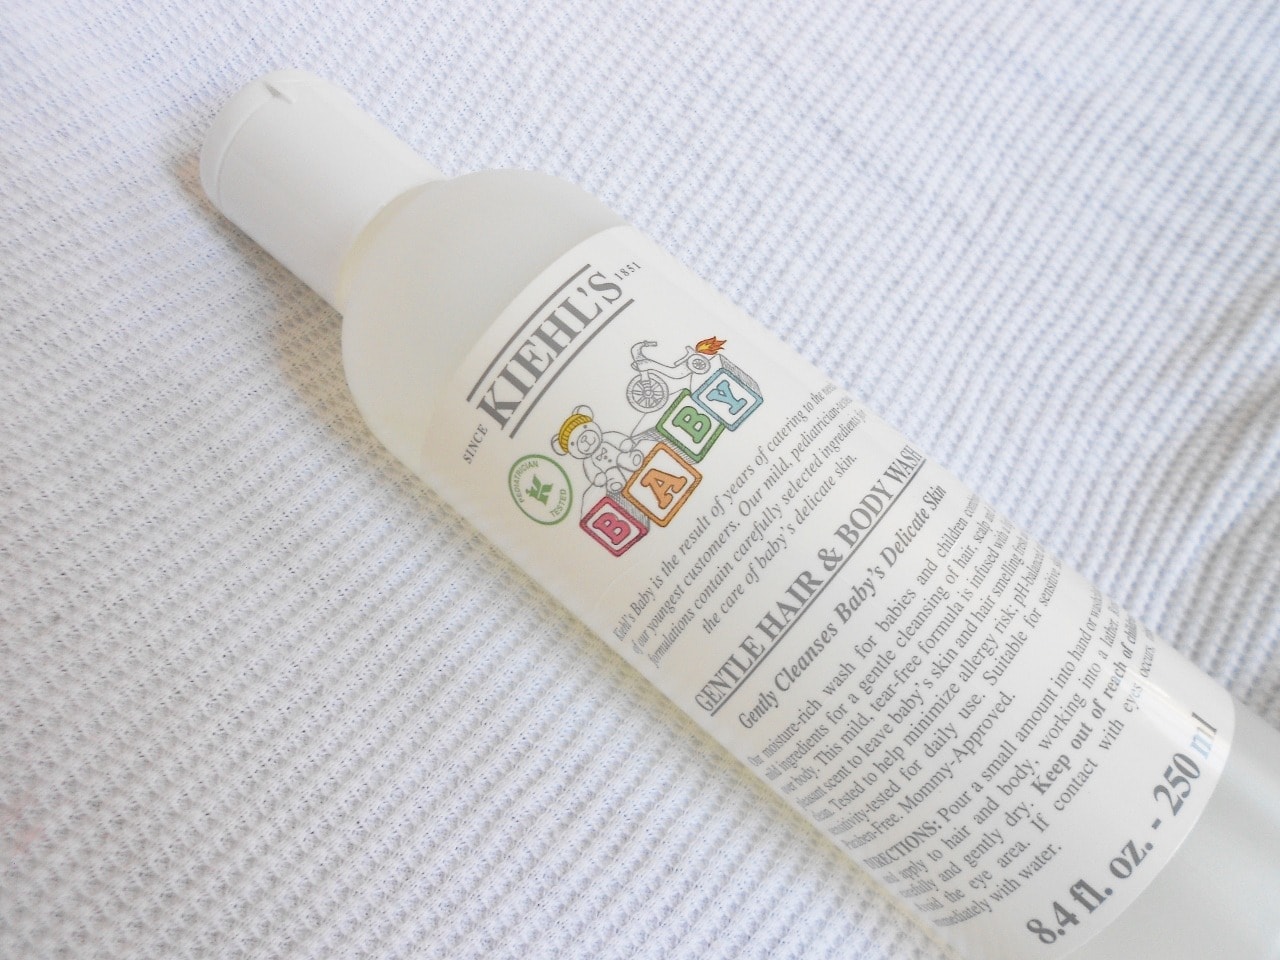 SINCE KIEHL'S 1851
PEDIATRICIAN TESTED
BABY
Kiehl's Baby is the result of years of catering to the
of our youngest customers. Our mild,
formulations contain carefully selected ingredients for
the care of baby's delicate skin.
GENTLE HAIR & BODY WASH
Gently Cleanses Baby's Delicate Skin
Our moisture-rich wash for babies and children
mild ingredients for a gentle cleansing of hair, scalp
body. This mild, tear-free formula is infused with
scent to leave baby's skin and hair smelling
Tested to help minimize allergy risk, pH-balanced
for daily use. Suitable for sensitive
Paraben-Free. Mommy-Approved.
DIRECTIONS: Pour a small amount into hand or
apply to hair and body, working into a lather.
and gently dry. Keep out of reach of
the eye area. If contact with eyes occurs,
with water.
8.4 fl. oz. - 250 ml